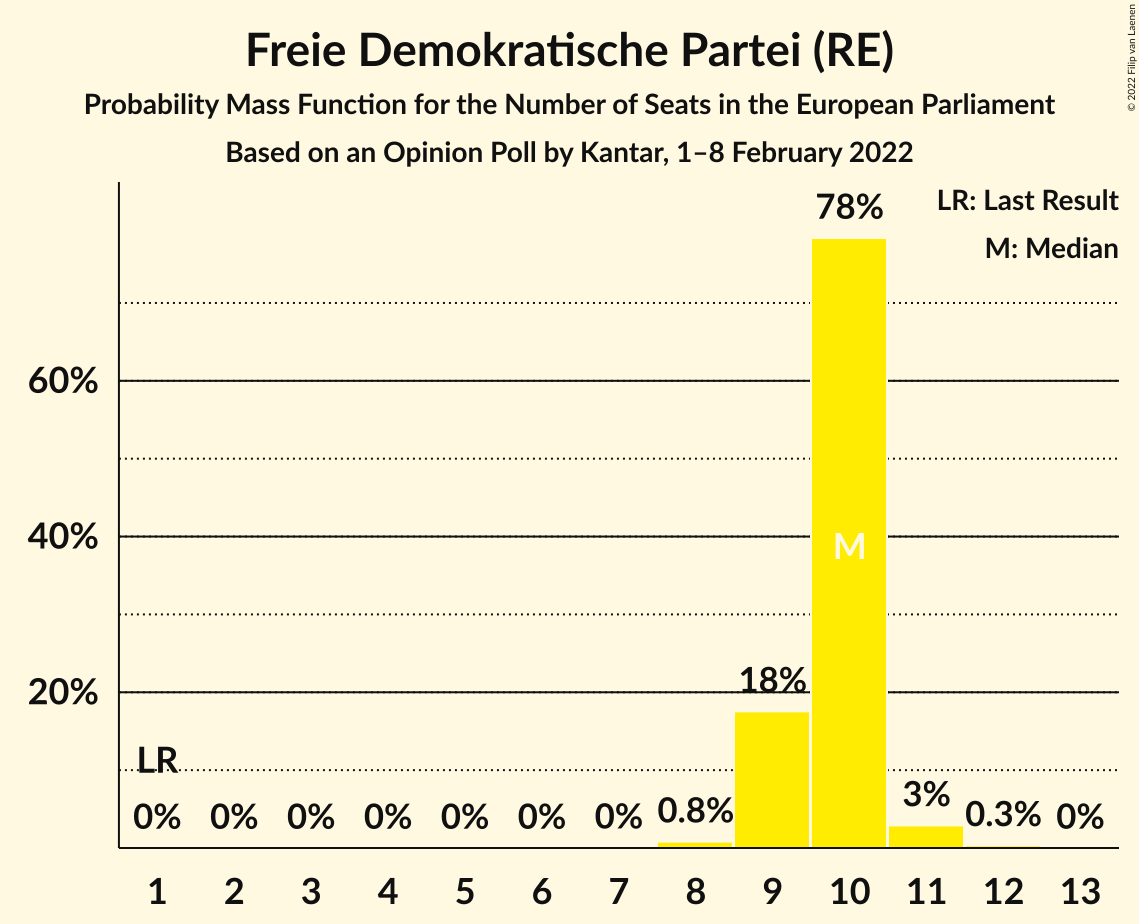 Freie Demokratische Partei (RE)
Probability Mass Function for the Number of Seats in the European Parliament
Based on an Opinion Poll by Kantar, 1–8 February 2022
© 2022 Filip van Laenen
LR: Last Result
M: Median
78%
60%
40%
M
20%
18%
LR
0%
0%
0%
0%
0%
0%
0%
0.8%
3%
0.3%
0%
1 2 3 4 5 6 7 8 9 10 11 12 13